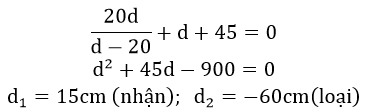 20d/(d − 20) + d + 45 = 0
d² + 45d − 900 = 0
d₁ = 15cm (nhận); d₂ = −60cm(loại)